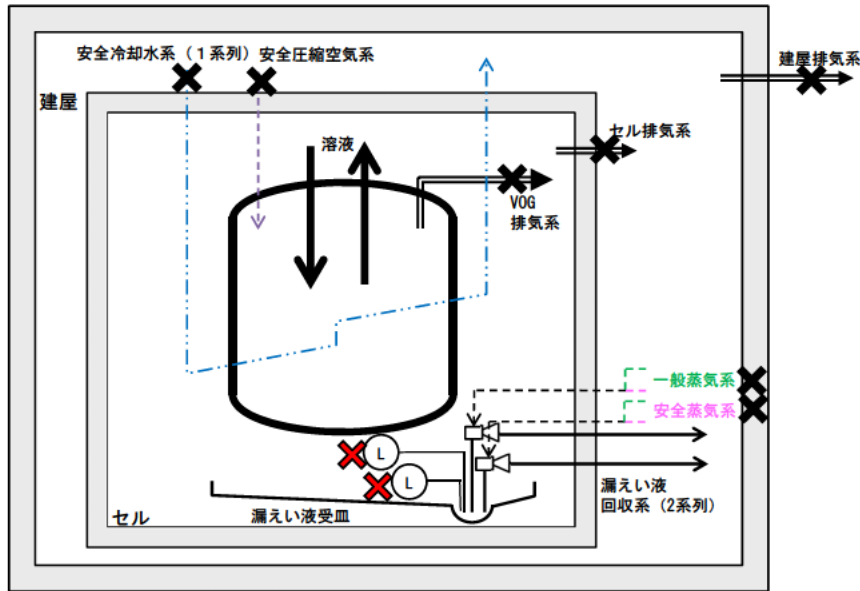 安全冷却水系（１系列）
安全圧縮空気系
建屋排気系
建屋
セル排気系
溶液
VOG
排気系
一般蒸気系
安全蒸気系
L
L
漏えい液
回収系（2系列）
セル
漏えい液受皿